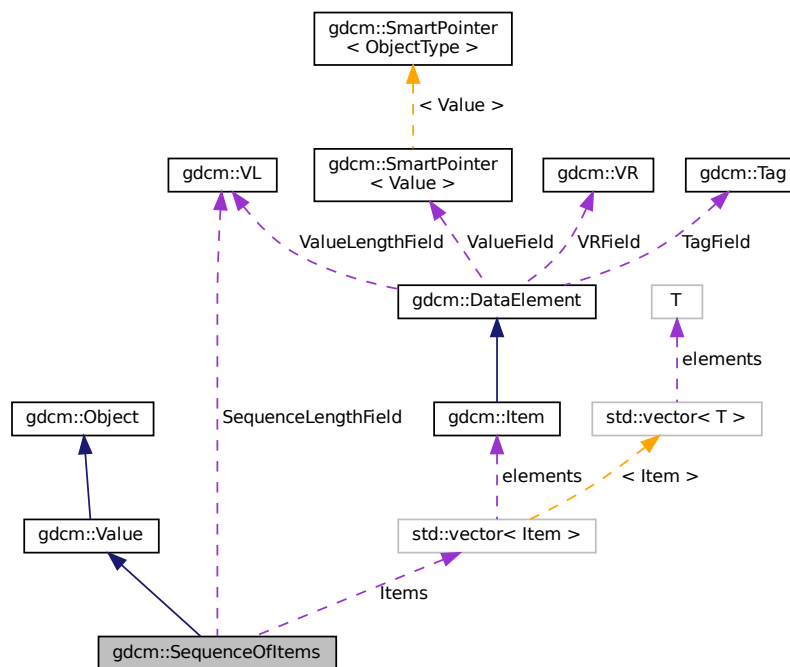 gdcm::SmartPointer
< ObjectType >
< Value >
gdcm::VL
gdcm::SmartPointer
< Value >
gdcm::VR
gdcm::Tag
ValueLengthField
ValueField
VRField
TagField
gdcm::DataElement
T
elements
gdcm::Object
SequenceLengthField
gdcm::Item
std::vector< T >
elements
< Item >
gdcm::Value
std::vector< Item >
Items
gdcm::SequenceOfItems